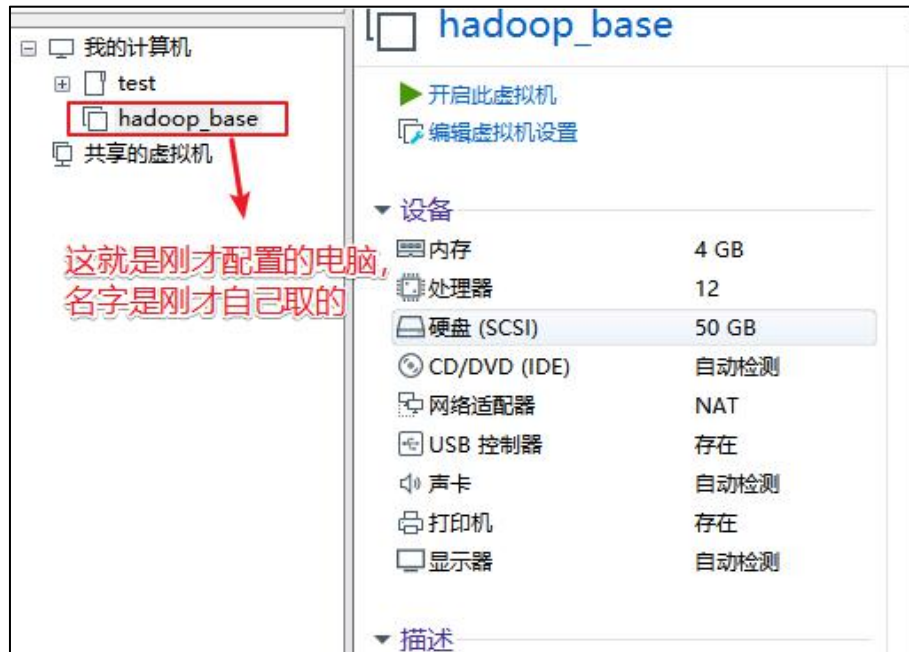 我的计算机
test
hadoop_base
共享的虚拟机
这就是刚才配置的电脑,
名字是刚才自己取的
hadoop_base
开启此虚拟机
编辑虚拟机设置
设备
内存 4 GB
处理器 12
硬盘 (SCSI) 50 GB
CD/DVD (IDE) 自动检测
网络适配器 NAT
USB 控制器 存在
声卡 自动检测
打印机 存在
显示器 自动检测
描述